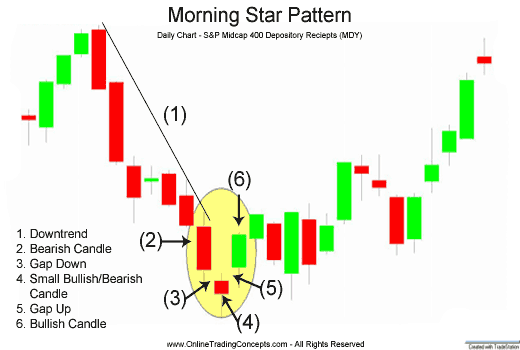 Morning Star Pattern
Daily Chart - S&P Midcap 400 Depository Reciepts (MDY)
(1)
(6)
(2)
(3)
(5)
(4)
1. Downtrend
2. Bearish Candle
3. Gap Down
4. Small Bullish/Bearish
Candle
5. Gap Up
6. Bullish Candle
www.OnlineTradingConcepts.com - All Rights Reserved
Created with TradeStation